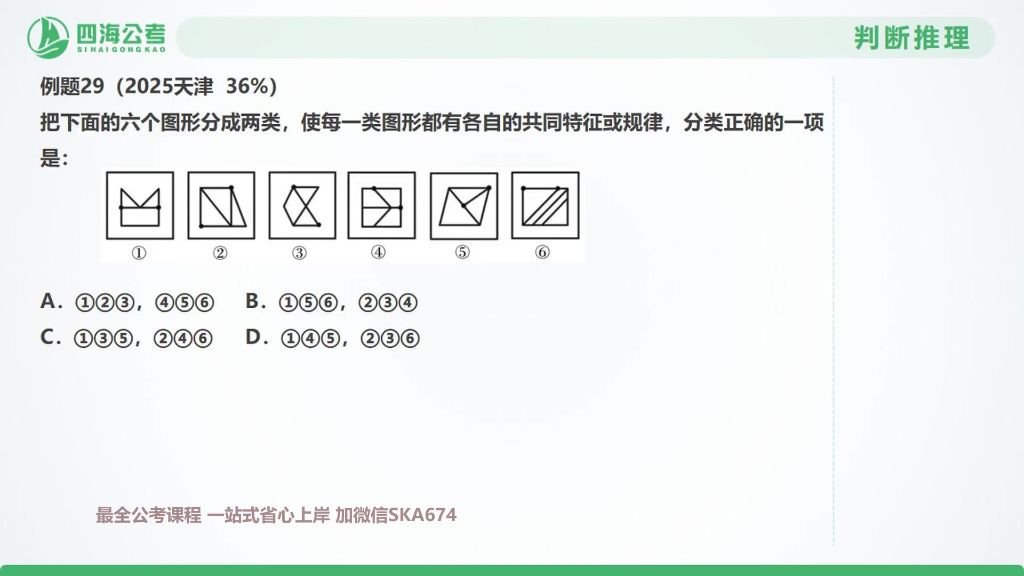 四海公考
SIHAIGONGKAO
判断推理
例题29（2025天津 36%）
把下面的六个图形分成两类，使每一类图形都有各自的共同特征或规律，分类正确的一项
是：
① ② ③ ④ ⑤ ⑥
A. ①②③，④⑤⑥ B. ①⑤⑥，②③④
C. ①③⑤，②④⑥ D. ①④⑤，②③⑥
最全公考课程 一站式省心上岸 加微信SKA674